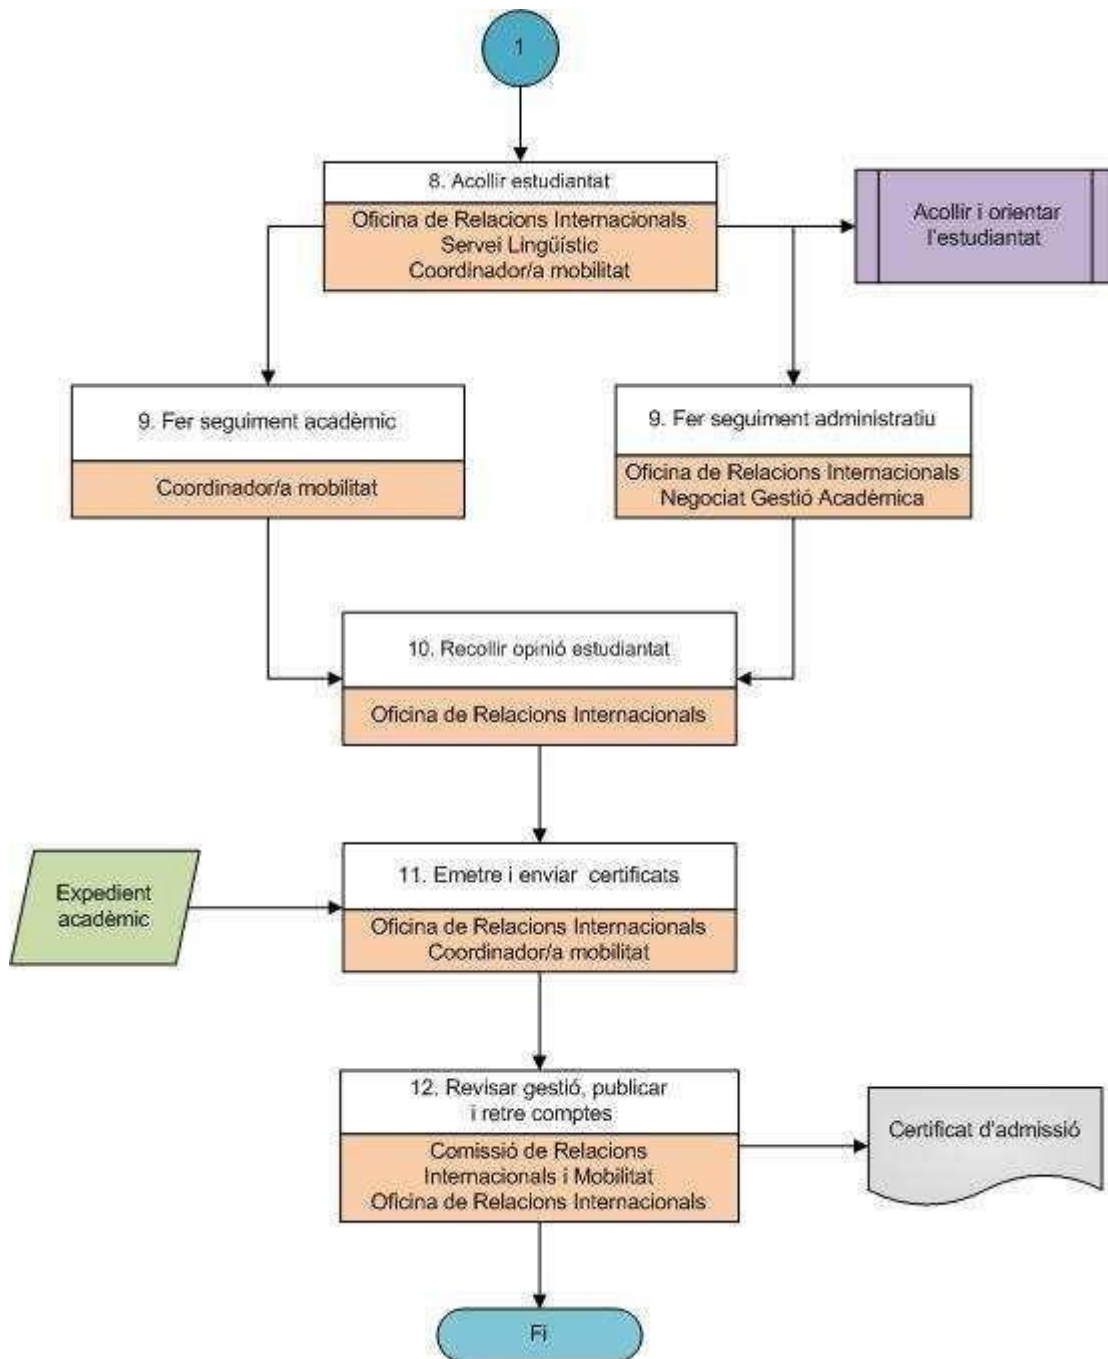 1
8. Acollir estudiantat
Oficina de Relacions Internacionals
Servei Lingüístic
Coordinador/a mobilitat
Acollir i orientar
l'estudiantat
9. Fer seguiment acadèmic
Coordinador/a mobilitat
9. Fer seguiment administratiu
Oficina de Relacions Internacionals
Negociat Gestió Acadèmica
10. Recollir opinió estudiantat
Oficina de Relacions Internacionals
Expedient
acadèmic
11. Emetre i enviar certificats
Oficina de Relacions Internacionals
Coordinador/a mobilitat
12. Revisar gestió, publicar
i retre comptes
Comissió de Relacions
Internacionals i Mobilitat
Oficina de Relacions Internacionals
Certificat d'admissió
Fi